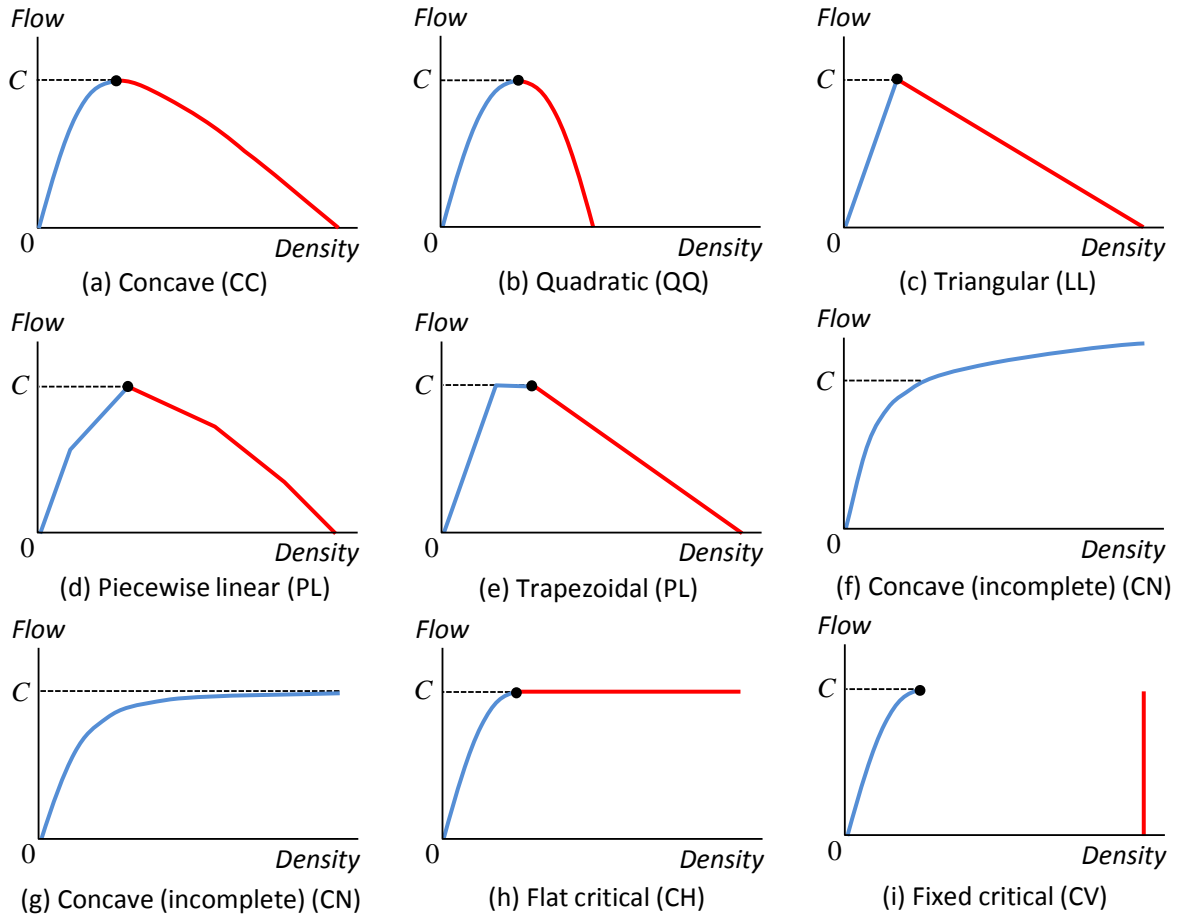 Flow
C
0
Density
(a) Concave (CC)
Flow
C
0
Density
(b) Quadratic (QQ)
Flow
C
0
Density
(c) Triangular (LL)
Flow
C
0
Density
(d) Piecewise linear (PL)
Flow
C
0
Density
(e) Trapezoidal (PL)
Flow
C
0
Density
(f) Concave (incomplete) (CN)
Flow
C
0
Density
(g) Concave (incomplete) (CN)
Flow
C
0
Density
(h) Flat critical (CH)
Flow
C
0
Density
(i) Fixed critical (CV)